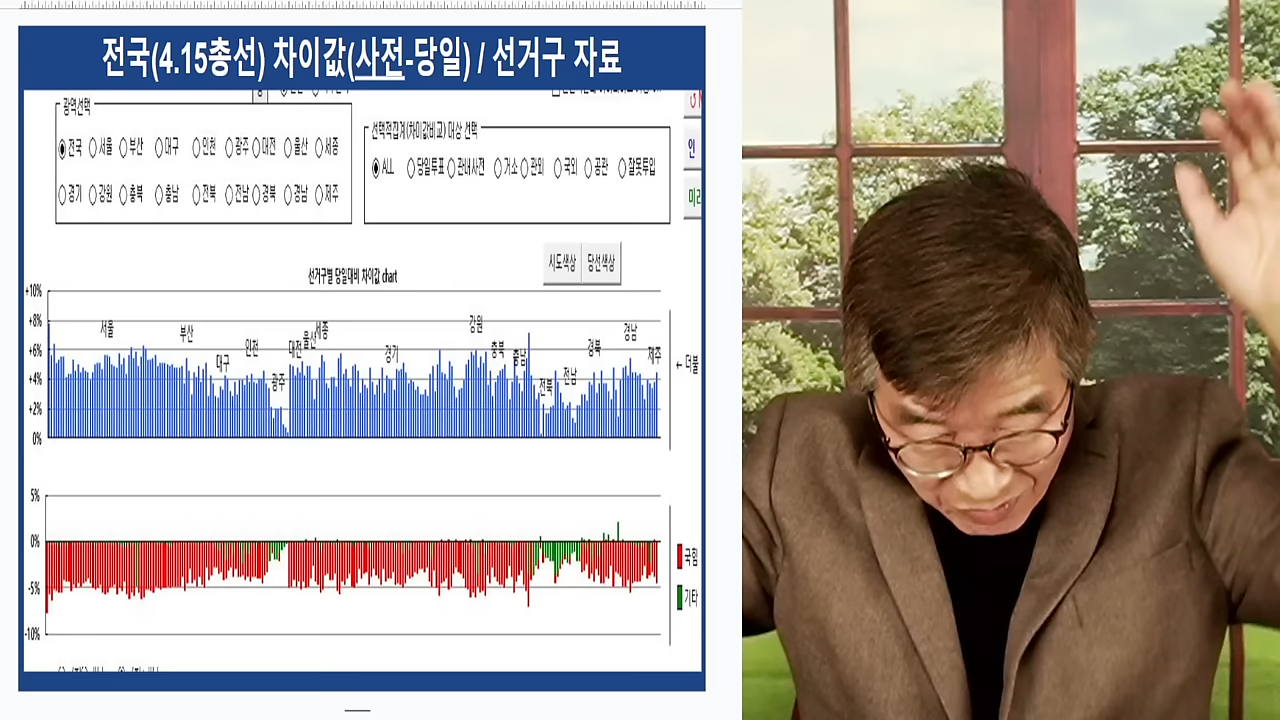 전국(4.15총선) 차이값(사전-당일) / 선거구 자료
광역선택
전국 서울 부산 대구 인천 광주 대전 울산 세종
경기 강원 충북 충남 전북 전남 경북 경남 제주
선택적집계(차이값비교) 대상 선택
ALL 당일투표 관내사전 거소 관외 국외 공관 잘못투입
인
시도색상 당선색상
선거구별 당일대비 차이값 chart
+10%
+8%
+6%
+4%
+2%
0%
서울 부산 대구 인천 광주 대전 울산 세종 경기 강원 충북 충남 전북 전남 경북 경남 제주
← 더불
5%
0%
-5%
-10%
국힘
기타